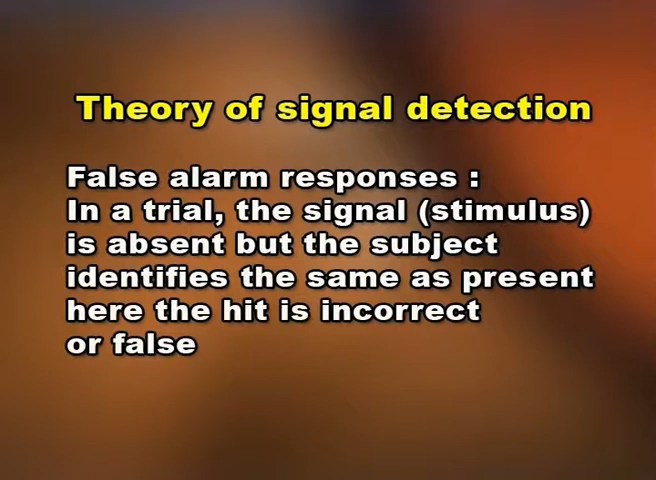 Theory of signal detection
False alarm responses :
In a trial, the signal (stimulus)
is absent but the subject
identifies the same as present
here the hit is incorrect
or false